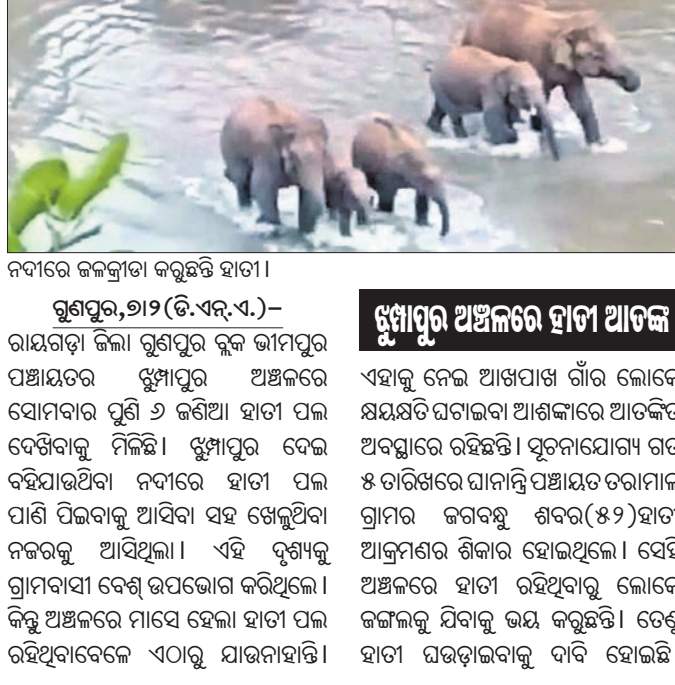 ନଦୀରେ ଜଳକ୍ରୀଡା କରୁଛନ୍ତି ହାତୀ।
ଗୁଣପୁର,୭ା୨(ଡି.ଏନ୍.ଏ.)–
ରାୟଗଡ଼ା ଜିଲା ଗୁଣପୁର ବ୍ଲକ ଭୀମପୁର
ପଞ୍ଚାୟତର ଝୁମ୍ପାପୁର ଅଞ୍ଚଳରେ
ସୋମବାର ପୁଣି ୬ ଜଣିଆ ହାତୀ ପଲ
ଦେଖିବାକୁ ମିଳିଛି। ଝୁମ୍ପାପୁର ଦେଇ
ବହିଯାଉଥିବା ନଦୀରେ ହାତୀ ପଲ
ପାଣି ପିଇବାକୁ ଆସିବା ସହ ଖେଳୁଥିବା
ନଜରକୁ ଆସିଥିଲା। ଏହି ଦୃଶ୍ୟକୁ
ଗ୍ରାମବାସୀ ବେଶ୍ ଉପଭୋଗ କରିଥିଲେ।
କିନ୍ତୁ ଅଞ୍ଚଳରେ ମାସେ ହେଲା ହାତୀ ପଲ
ରହିଥିବାବେଳେ ଏଠାରୁ ଯାଉନାହାନ୍ତି।
ଝୁମ୍ପାପୁର ଅଞ୍ଚଳରେ ହାତୀ ଆତଙ୍କ
ଏହାକୁ ନେଇ ଆଖପାଖ ଗାଁର ଲୋକେ
କ୍ଷୟକ୍ଷତି ଘଟାଇବା ଆଶଙ୍କାରେ ଆତଙ୍କିତ
ଅବସ୍ଥାରେ ରହିଛନ୍ତି। ସୂଚନାଯୋଗ୍ୟ ଗତ
୫ ତାରିଖରେ ଘାନାନ୍ତ୍ରି ପଞ୍ଚାୟତ ତରାମାଳ
ଗ୍ରାମର ଜଗବନ୍ଧୁ ଶବର(୫୨)ହାତୀ
ଆକ୍ରମଣର ଶିକାର ହୋଇଥିଲେ। ସେହି
ଅଞ୍ଚଳରେ ହାତୀ ରହିଥିବାରୁ ଲୋକେ
ଜଙ୍ଗଲକୁ ଯିବାକୁ ଭୟ କରୁଛନ୍ତି। ତେଣୁ
ହାତୀ ଘଉଡ଼ାଇବାକୁ ଦାବି ହୋଇଛି